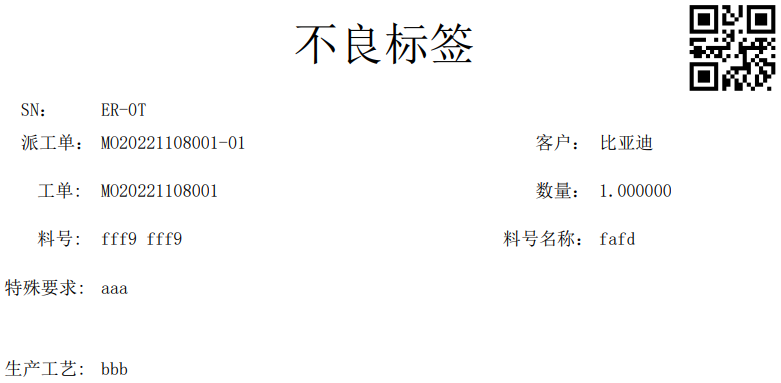 不良标签
SN： ER-OT
派工单： MO20221108001-01 客户： 比亚迪
工单: MO20221108001 数量： 1.000000
料号: fff9 fff9 料号名称： fafd
特殊要求: aaa
生产工艺: bbb